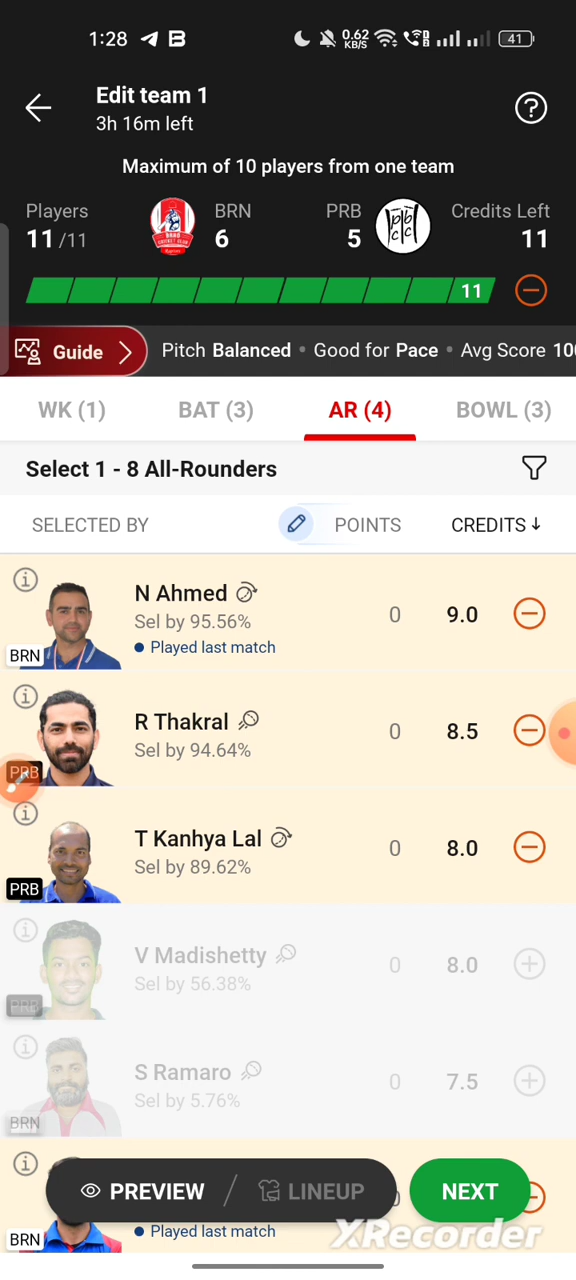 1:28 0.62 KB/S 41
Edit team 1
3h 16m left
Maximum of 10 players from one team
Players BRN PRB Credits Left
11/11 6 5 11
11
Guide Pitch Balanced • Good for Pace • Avg Score 100
WK (1) BAT (3) AR (4) BOWL (3)
Select 1 - 8 All-Rounders
SELECTED BY POINTS CREDITS↓
N Ahmed
Sel by 95.56% 0 9.0
BRN • Played last match
R Thakral
Sel by 94.64% 0 8.5
PRB
T Kanhya Lal
Sel by 89.62% 0 8.0
PRB
V Madishetty
Sel by 56.38% 0 8.0
PRB
S Ramaro
Sel by 5.76% 0 7.5
BRN
PREVIEW / LINEUP NEXT
BRN • Played last match
XRecorder